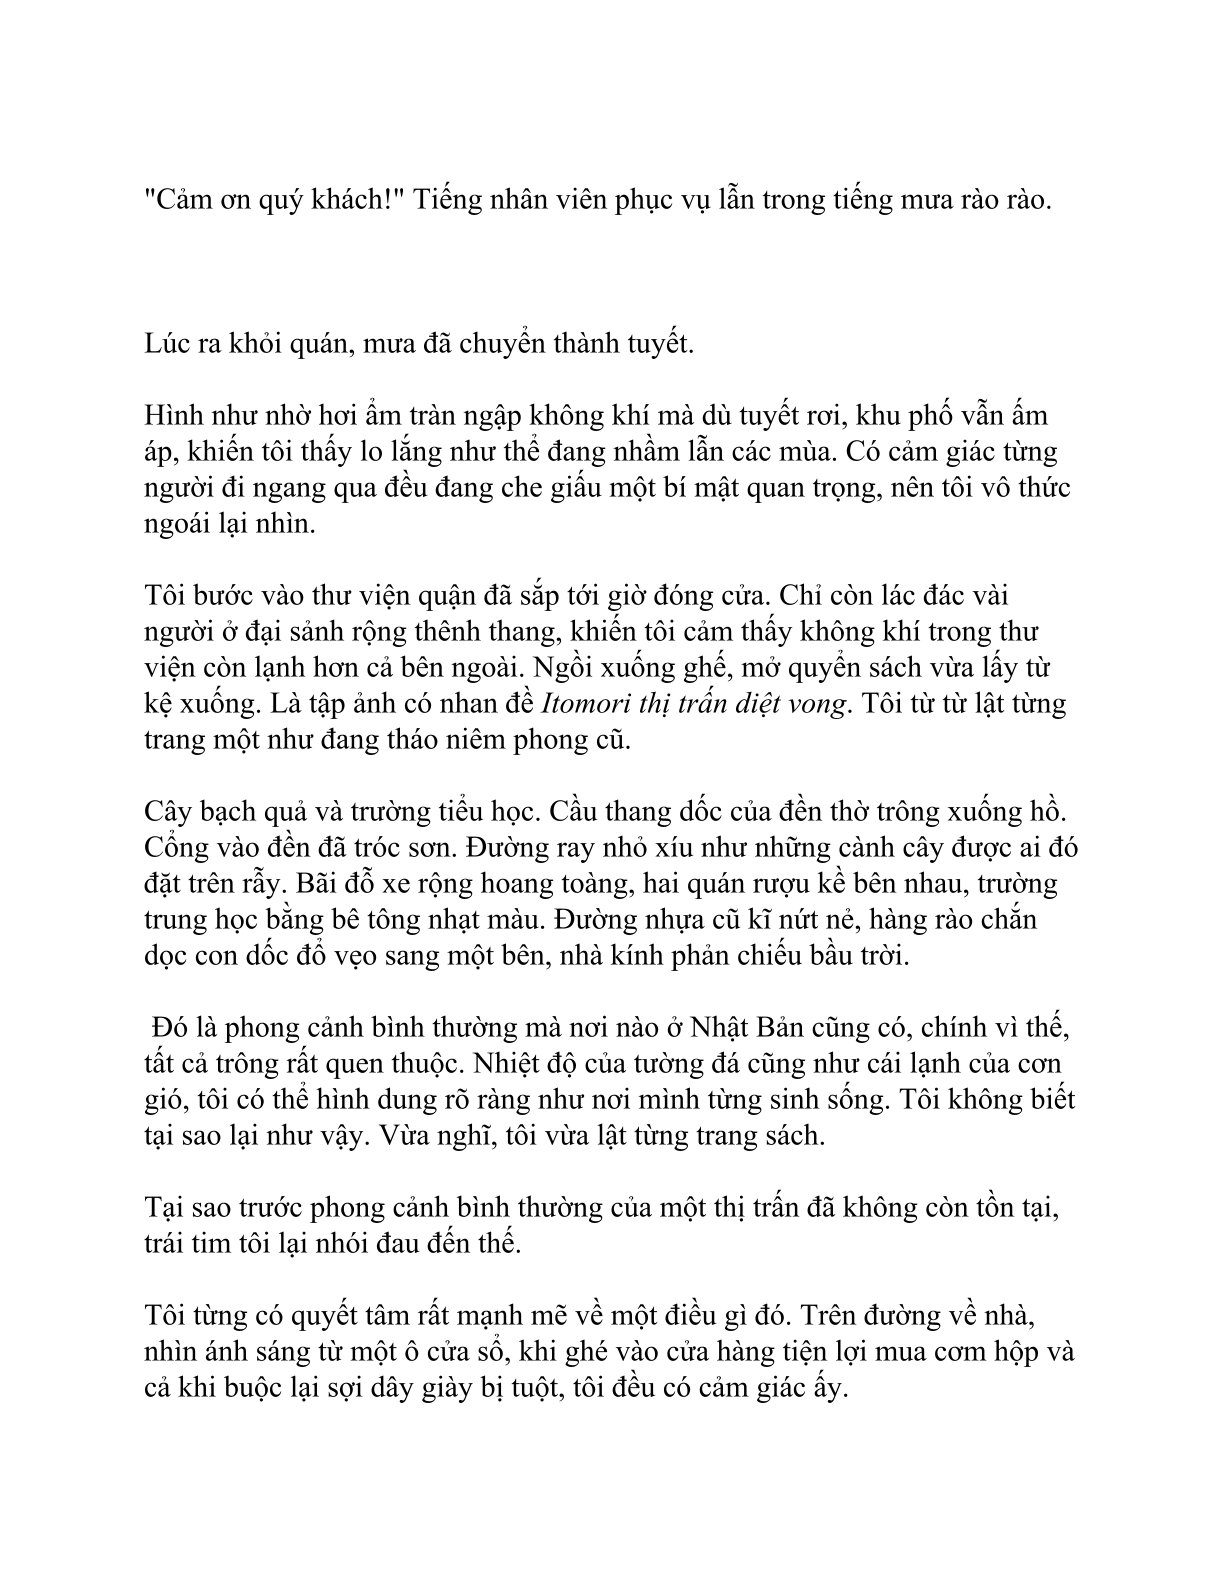 "Cảm ơn quý khách!" Tiếng nhân viên phục vụ lẫn trong tiếng mưa rào rào.
Lúc ra khỏi quán, mưa đã chuyển thành tuyết.
Hình như nhờ hơi ẩm tràn ngập không khí mà dù tuyết rơi, khu phố vẫn ấm
áp, khiến tôi thấy lo lắng như thể đang nhầm lẫn các mùa. Có cảm giác từng
người đi ngang qua đều đang che giấu một bí mật quan trọng, nên tôi vô thức
ngoái lại nhìn.
Tôi bước vào thư viện quận đã sắp tới giờ đóng cửa. Chỉ còn lác đác vài
người ở đại sảnh rộng thênh thang, khiến tôi cảm thấy không khí trong thư
viện còn lạnh hơn cả bên ngoài. Ngồi xuống ghế, mở quyển sách vừa lấy từ
kệ xuống. Là tập ảnh có nhan đề Itomori thị trấn diệt vong. Tôi từ từ lật từng
trang một như đang tháo niêm phong cũ.
Cây bạch quả và trường tiểu học. Cầu thang dốc của đền thờ trông xuống hồ.
Cổng vào đền đã tróc sơn. Đường ray nhỏ xíu như những cành cây được ai đó
đặt trên rẫy. Bãi đỗ xe rộng hoang toàng, hai quán rượu kề bên nhau, trường
trung học bằng bê tông nhạt màu. Đường nhựa cũ kĩ nứt nẻ, hàng rào chắn
dọc con dốc đổ vẹo sang một bên, nhà kính phản chiếu bầu trời.
Đó là phong cảnh bình thường mà nơi nào ở Nhật Bản cũng có, chính vì thế,
tất cả trông rất quen thuộc. Nhiệt độ của tường đá cũng như cái lạnh của cơn
gió, tôi có thể hình dung rõ ràng như nơi mình từng sinh sống. Tôi không biết
tại sao lại như vậy. Vừa nghĩ, tôi vừa lật từng trang sách.
Tại sao trước phong cảnh bình thường của một thị trấn đã không còn tồn tại,
trái tim tôi lại nhói đau đến thế.
Tôi từng có quyết tâm rất mạnh mẽ về một điều gì đó. Trên đường về nhà,
nhìn ánh sáng từ một ô cửa sổ, khi ghé vào cửa hàng tiện lợi mua cơm hộp và
cả khi buộc lại sợi dây giày bị tuột, tôi đều có cảm giác ấy.